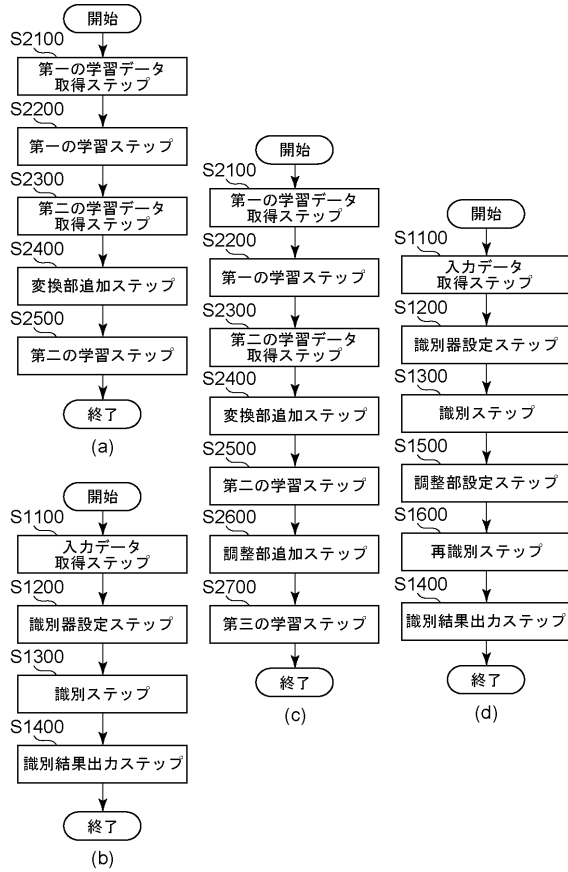 開始
S2100
第一の学習データ
取得ステップ
S2200
第一の学習ステップ
S2300
第二の学習データ
取得ステップ
S2400
変換部追加ステップ
S2500
第二の学習ステップ
終了
(a)
開始
S1100
入力データ
取得ステップ
S1200
識別器設定ステップ
S1300
識別ステップ
S1400
識別結果出力ステップ
終了
(b)
開始
S2100
第一の学習データ
取得ステップ
S2200
第一の学習ステップ
S2300
第二の学習データ
取得ステップ
S2400
変換部追加ステップ
S2500
第二の学習ステップ
S2600
調整部追加ステップ
S2700
第三の学習ステップ
終了
(c)
開始
S1100
入力データ
取得ステップ
S1200
識別器設定ステップ
S1300
識別ステップ
S1500
調整部設定ステップ
S1600
再識別ステップ
S1400
識別結果出力ステップ
終了
(d)